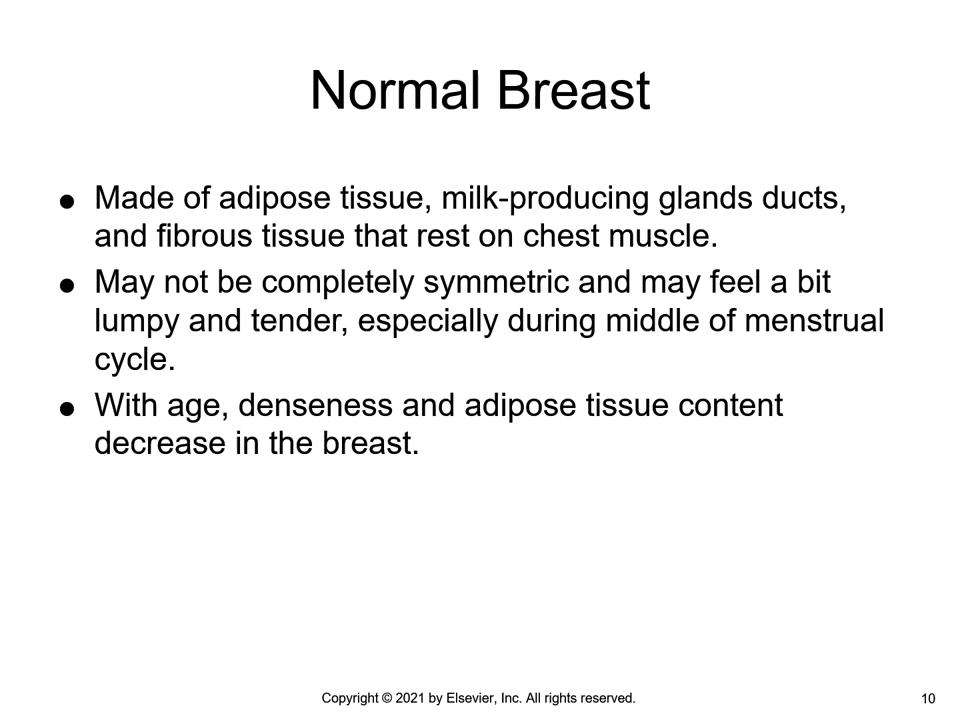 Normal Breast
● Made of adipose tissue, milk-producing glands ducts,
and fibrous tissue that rest on chest muscle.
● May not be completely symmetric and may feel a bit
lumpy and tender, especially during middle of menstrual
cycle.
● With age, denseness and adipose tissue content
decrease in the breast.
Copyright © 2021 by Elsevier, Inc. All rights reserved.
10